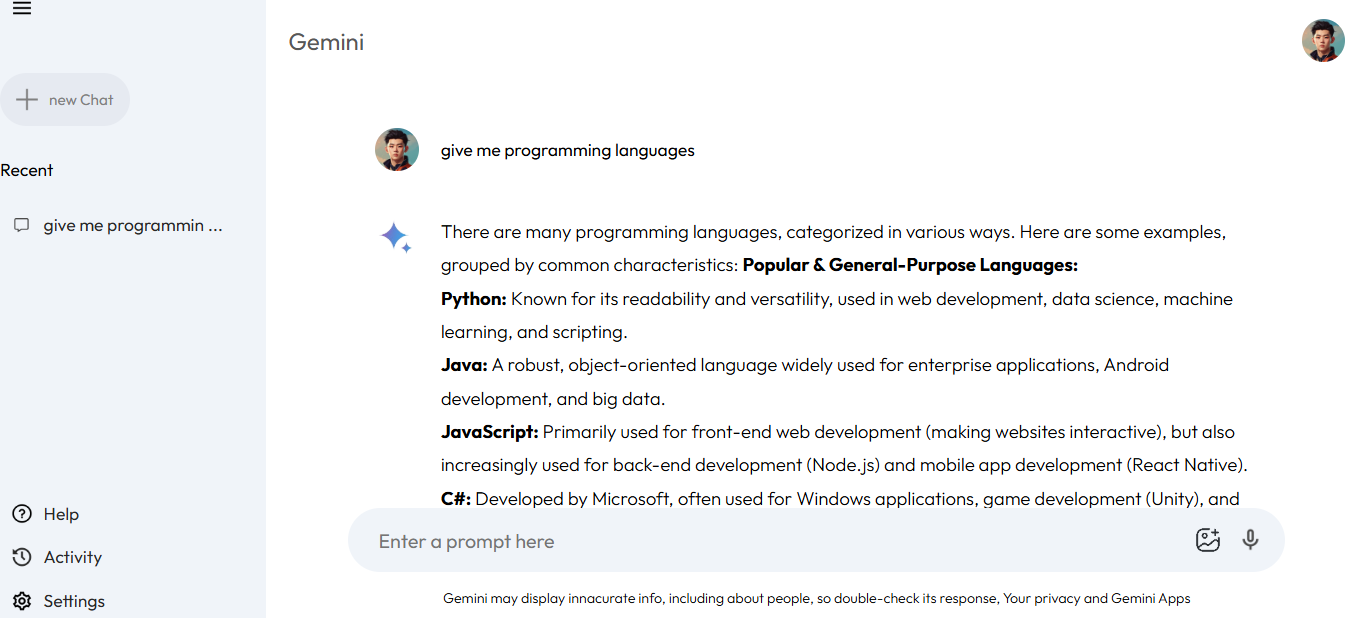 Gemini
new Chat
Recent
give me programmin ...
Help
Activity
Settings
give me programming languages
There are many programming languages, categorized in various ways. Here are some examples,
grouped by common characteristics: Popular & General-Purpose Languages:
Python: Known for its readability and versatility, used in web development, data science, machine
learning, and scripting.
Java: A robust, object-oriented language widely used for enterprise applications, Android
development, and big data.
JavaScript: Primarily used for front-end web development (making websites interactive), but also
increasingly used for back-end development (Node.js) and mobile app development (React Native).
C#: Developed by Microsoft, often used for Windows applications, game development (Unity), and
Enter a prompt here
Gemini may display innacurate info, including about people, so double-check its response, Your privacy and Gemini Apps